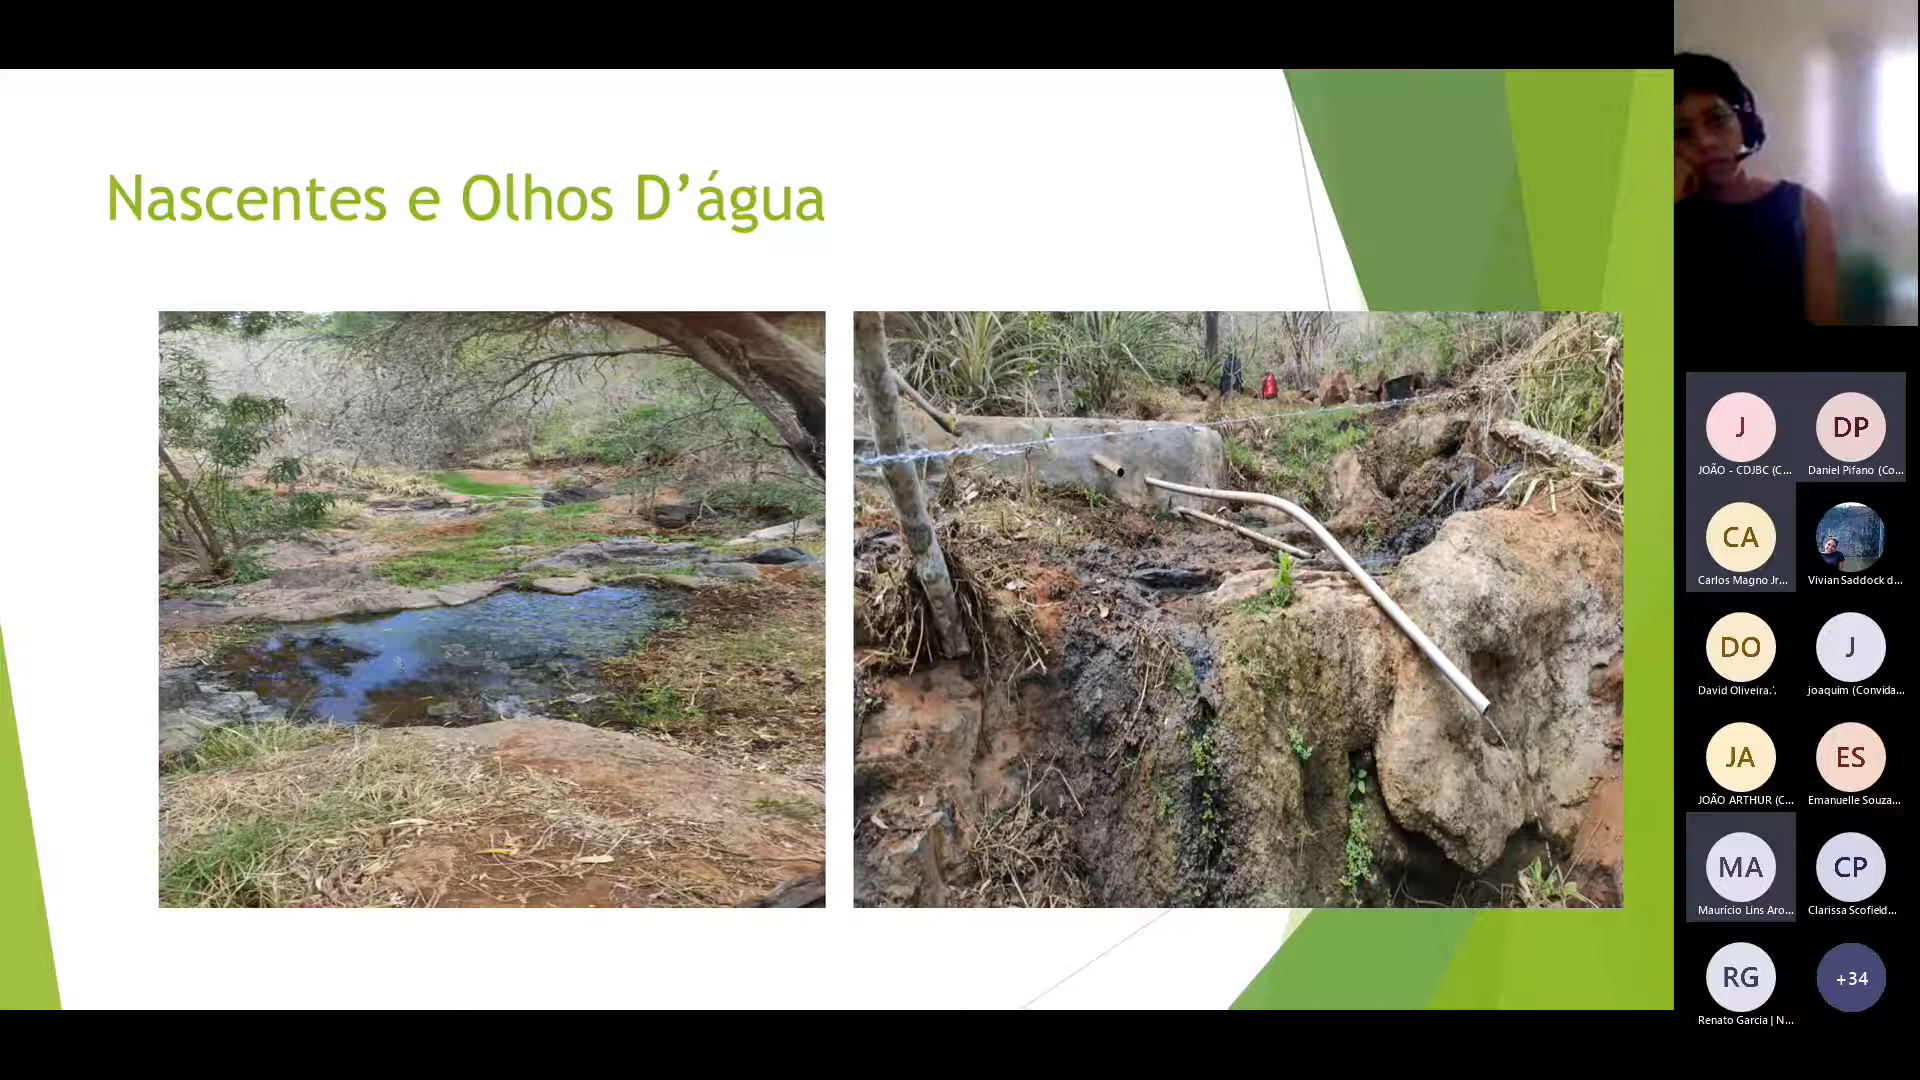 Nascentes e Olhos D’água
J
DP
JOÃO - CDJBC (C...
Daniel Pifano (Co...
CA
Carlos Magno Jr...
Vivian Saddock d...
DO
J
David Oliveira.'.
joaquim (Convida...
JA
ES
JOÃO ARTHUR (C...
Emanuelle Souza...
MA
CP
Maurício Lins Aro...
Clarissa Scofield...
RG
+34
Renato Garcia | N...